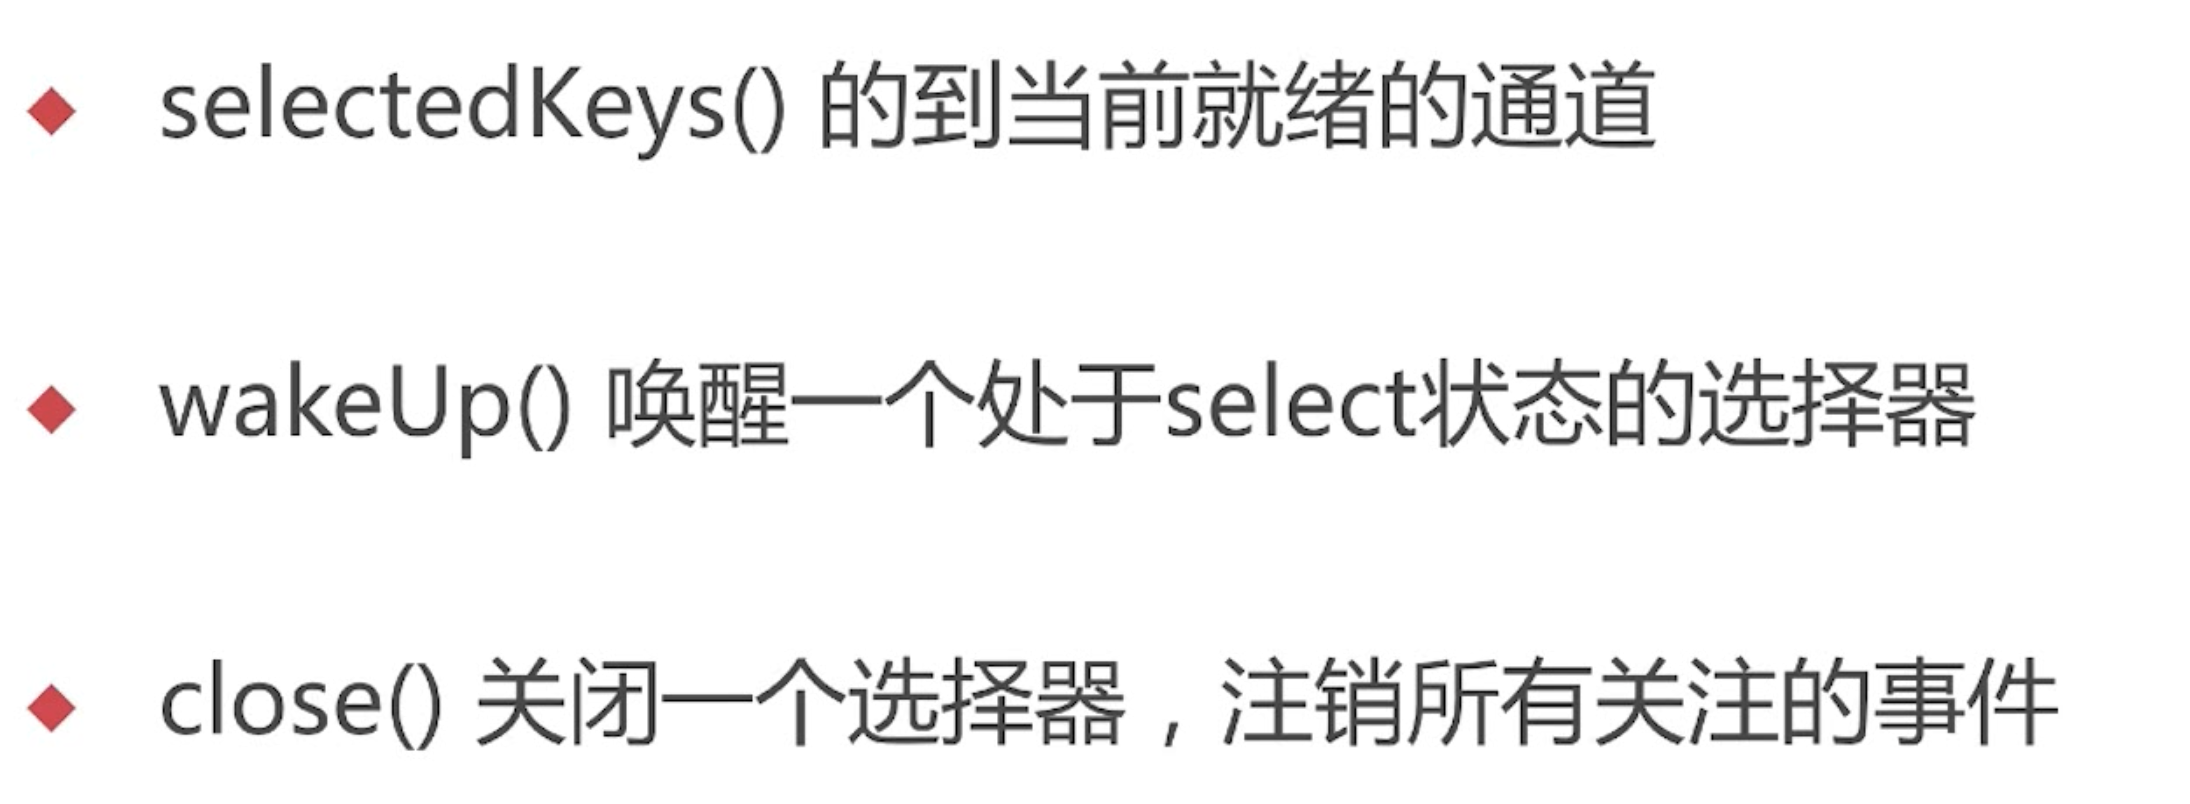 selectedKeys() 的到当前就绪的通道
wakeUp() 唤醒一个处于select状态的选择器
close() 关闭一个选择器，注销所有关注的事件